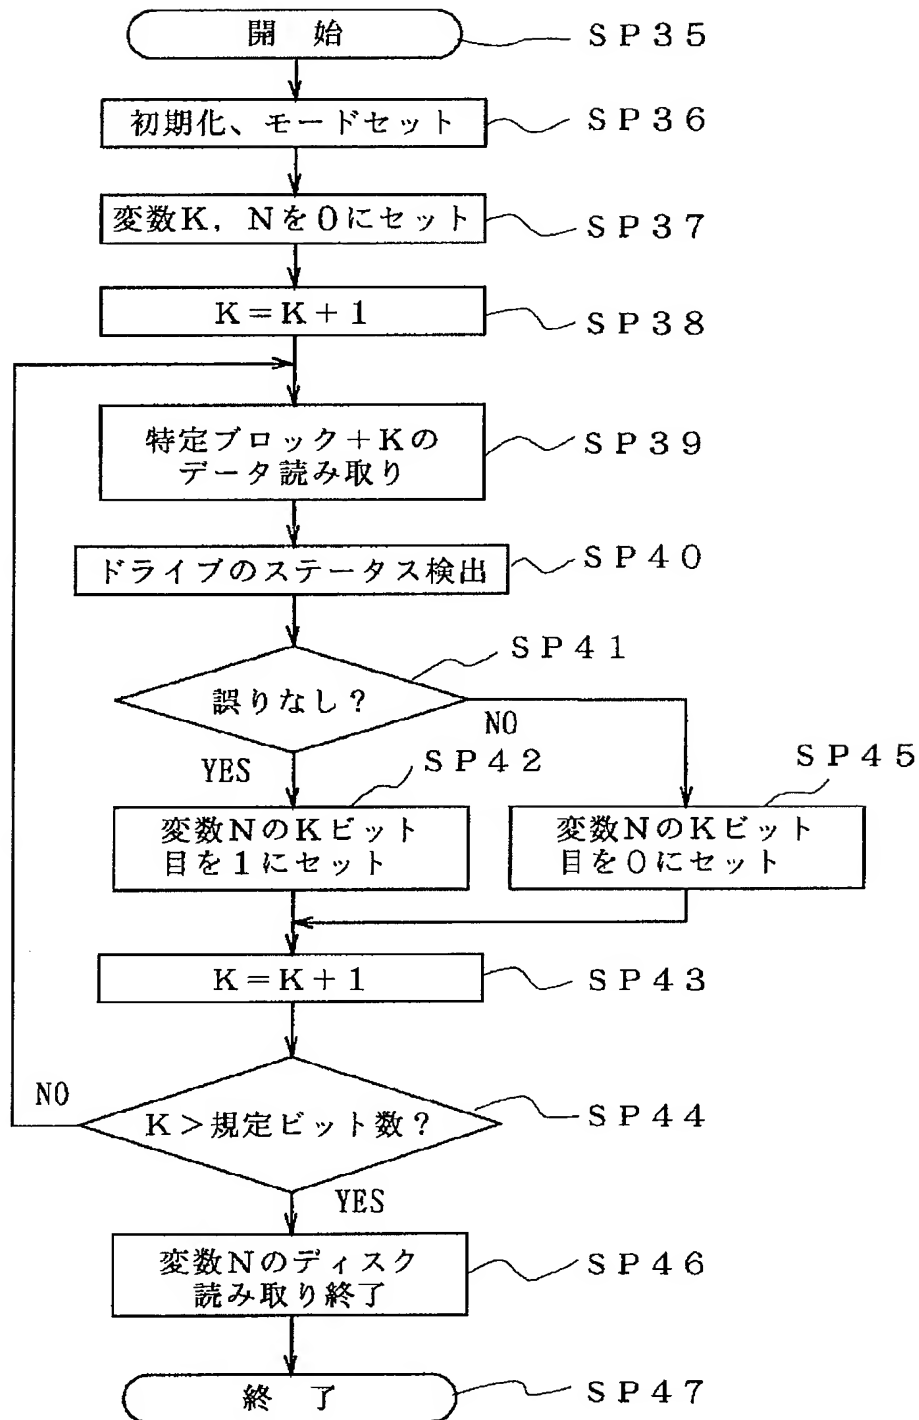 開 始
ＳＰ３５
初期化、モードセット
ＳＰ３６
変数K，Nを0にセット
ＳＰ３７
K＝K＋1
ＳＰ３８
特定ブロック＋Kの
データ読み取り
ＳＰ３９
ドライブのステータス検出
ＳＰ４０
ＳＰ４１
誤りなし？
NO
YES
ＳＰ４２
ＳＰ４５
変数NのKビット
目を1にセット
変数NのKビット
目を0にセット
K＝K＋1
ＳＰ４３
NO
K＞規定ビット数？
ＳＰ４４
YES
変数Nのディスク
読み取り終了
ＳＰ４６
終 了
ＳＰ４７